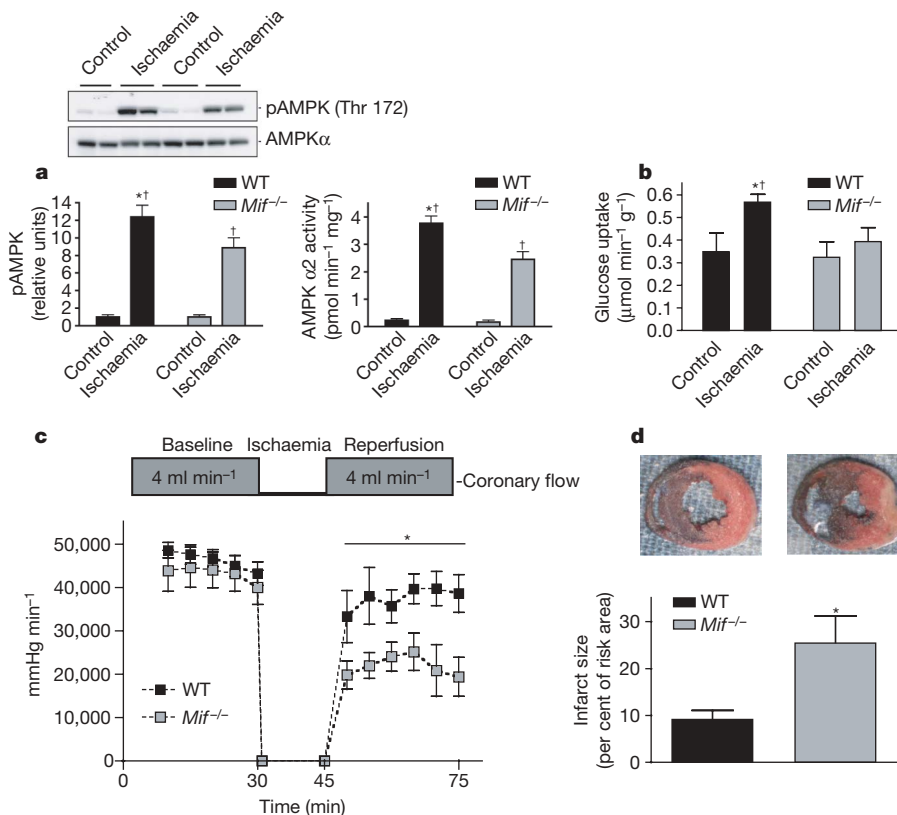 Control Ischaemia Control Ischaemia
pAMPK (Thr 172)
AMPKα
a
WT
Mif−/−
pAMPK
(relative units)
14
12
10
8
6
4
2
0
Control Ischaemia Control Ischaemia
WT
Mif−/−
AMPK α2 activity
(pmol min−1 mg−1)
6
4
3
2
1
0
Control Ischaemia Control Ischaemia
*†
†
*†
†
b
WT
Mif−/−
Glucose uptake
(μmol min−1 g−1)
0.6
0.6
0.4
0.3
0.1
0.0
*†
Control Ischaemia Control Ischaemia
c
Baseline Ischaemia Reperfusion
4 ml min−1 4 ml min−1 Coronary flow
mmHg min−1
50,000
40,000
30,000
20,000
10,000
0
*
WT
Mif−/−
0 30 45 75
Time (min)
d
WT
Mif−/−
*
Infarct size
(per cent of risk area)
30
20
10
0